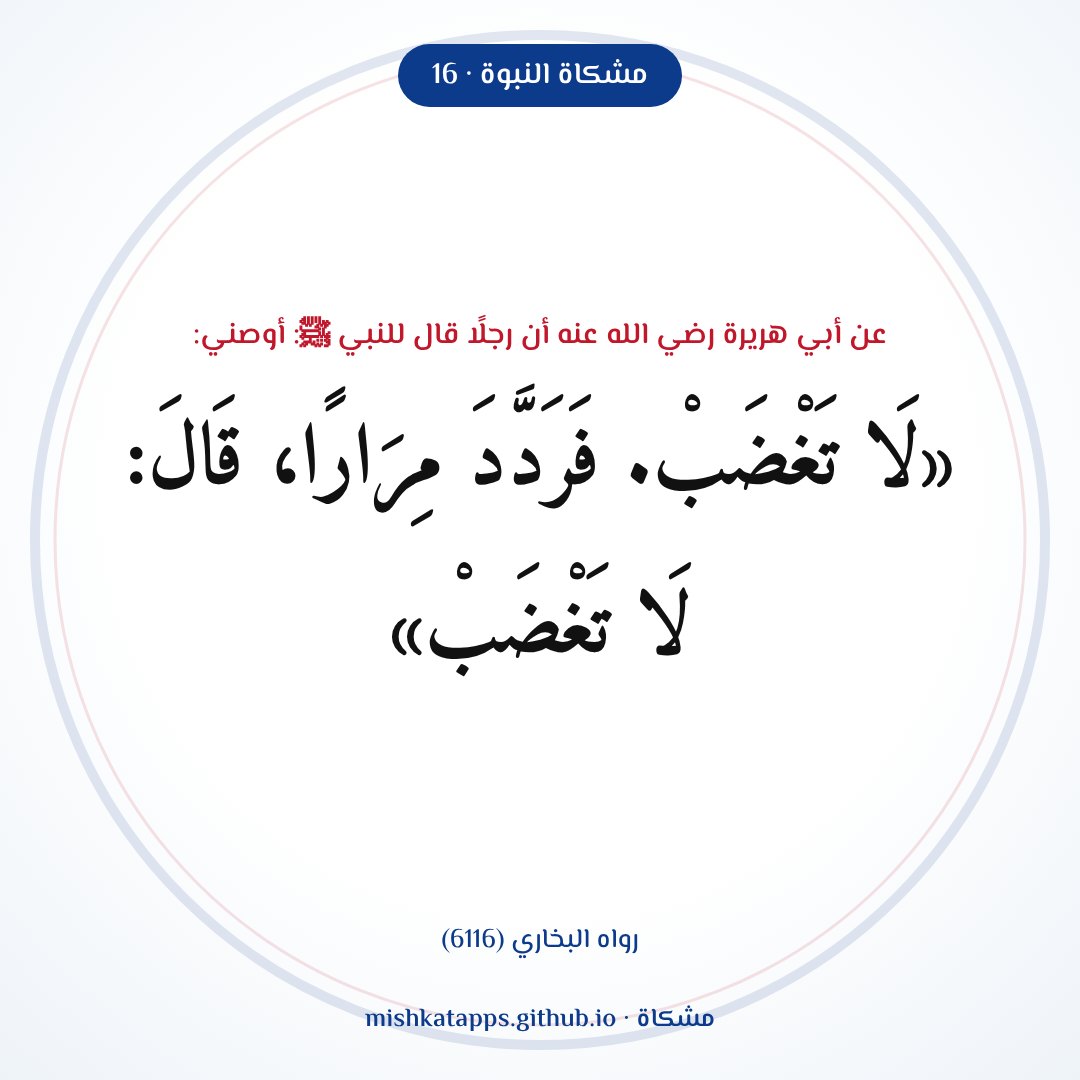 مشكاة النبوة · 16
عن أبي هريرة رضي الله عنه أن رجلًا قال للنبي ﷺ: أوصني:
«لَا تَغْضَبْ. فَرَدَّدَ مِرَارًا، قَالَ:
لَا تَغْضَبْ»
رواه البخاري (6116)
مشكاة · mishkatapps.github.io